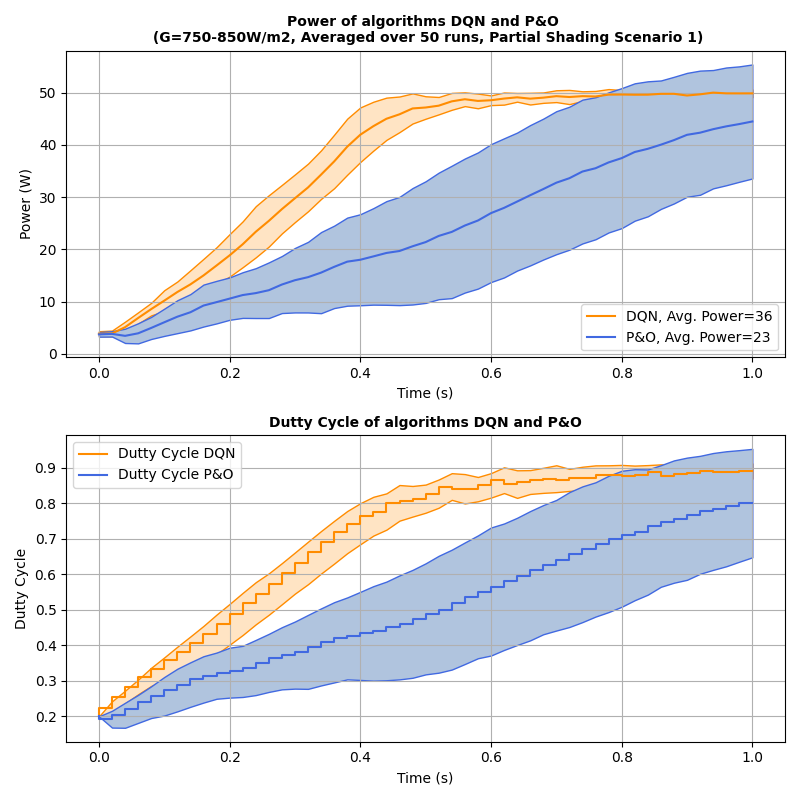 Power of algorithms DQN and P&O
(G=750-850W/m2, Averaged over 50 runs, Partial Shading Scenario 1)
Power (W)
50
40
30
20
10
0
DQN, Avg. Power=36
P&O, Avg. Power=23
0.0 0.2 0.4 0.6 0.8 1.0
Time (s)
Dutty Cycle of algorithms DQN and P&O
Dutty Cycle
Dutty Cycle DQN
Dutty Cycle P&O
0.9
0.8
0.7
0.6
0.5
0.4
0.3
0.2
0.0 0.2 0.4 0.6 0.8 1.0
Time (s)